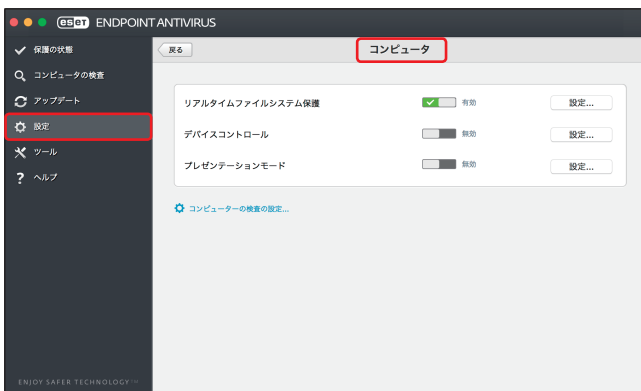 eset ENDPOINT ANTIVIRUS
保護の状態
コンピュータの検査
アップデート
設定
ツール
? ヘルプ
ENJOY SAFER TECHNOLOGY™
戻る
コンピュータ
リアルタイムファイルシステム保護 有効 設定...
デバイスコントロール 無効 設定...
プレゼンテーションモード 無効 設定...
コンピューターの検査の設定...